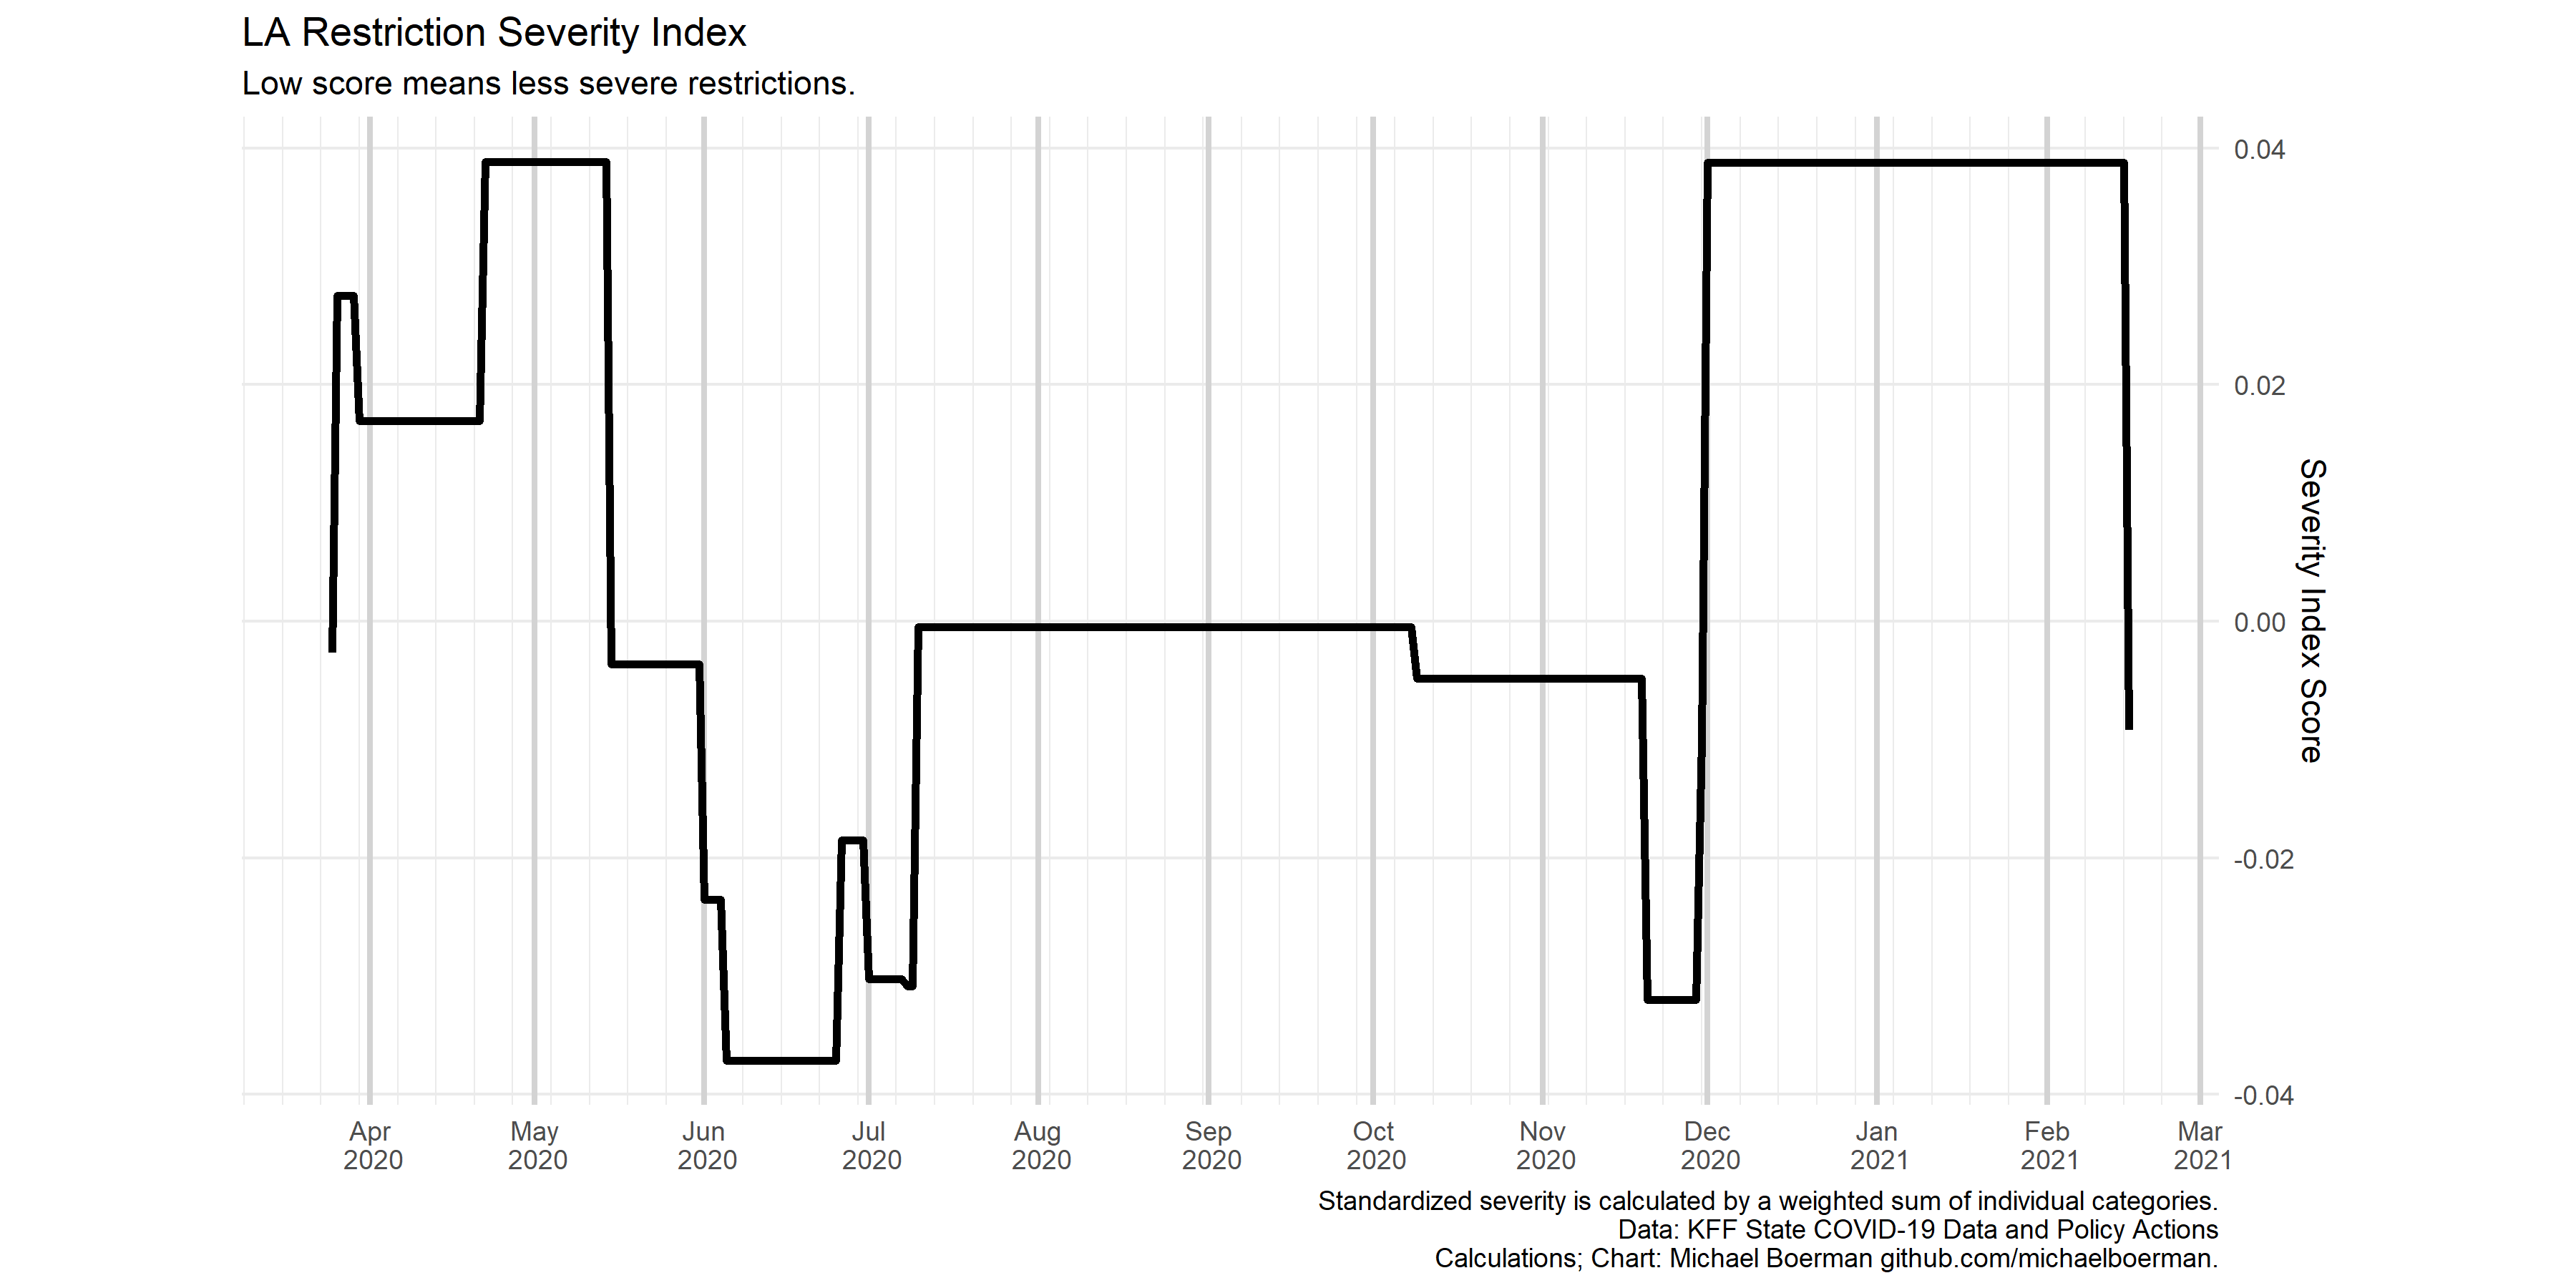 LA Restriction Severity Index
Low score means less severe restrictions.
0.04
0.02
0.00
-0.02
-0.04
Severity Index Score
Apr May Jun Jul Aug Sep Oct Nov Dec Jan Feb Mar
2020 2020 2020 2020 2020 2020 2020 2020 2020 2021 2021 2021
Standardized severity is calculated by a weighted sum of individual categories.
Data: KFF State COVID-19 Data and Policy Actions
Calculations; Chart: Michael Boerman github.com/michaelboerman.